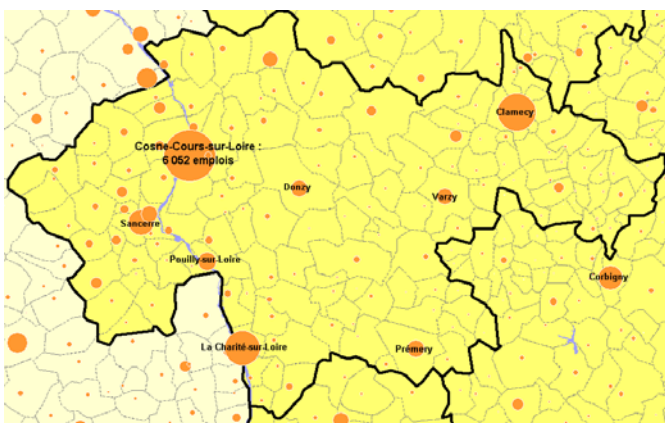 Clamecy
Cosne-Cours-sur-Loire :
6 052 emplois
Donzy
Varzy
Sancerre
Pouilly-sur-Loire
Corbigny
La Charité-sur-Loire
Prémery